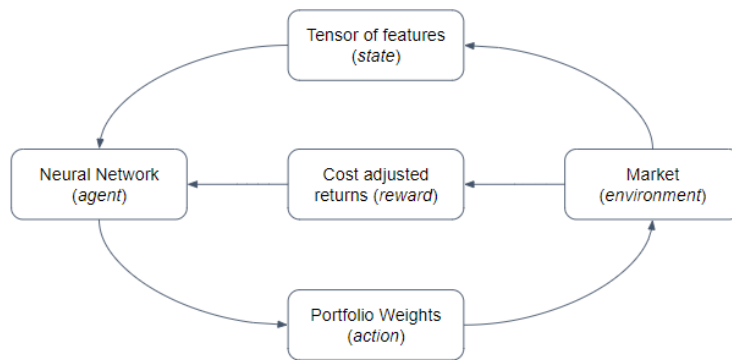 Tensor of features
(state)
Neural Network
(agent)
Cost adjusted
returns (reward)
Market
(environment)
Portfolio Weights
(action)